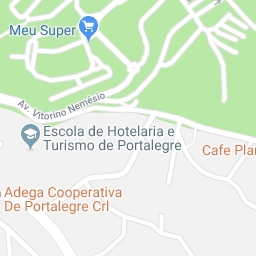 Meu Super
Av. Vitorino Nemésio
Escola de Hotelaria e
Turismo de Portalegre
Cafe Pla
Adega Cooperativa
De Portalegre Crl